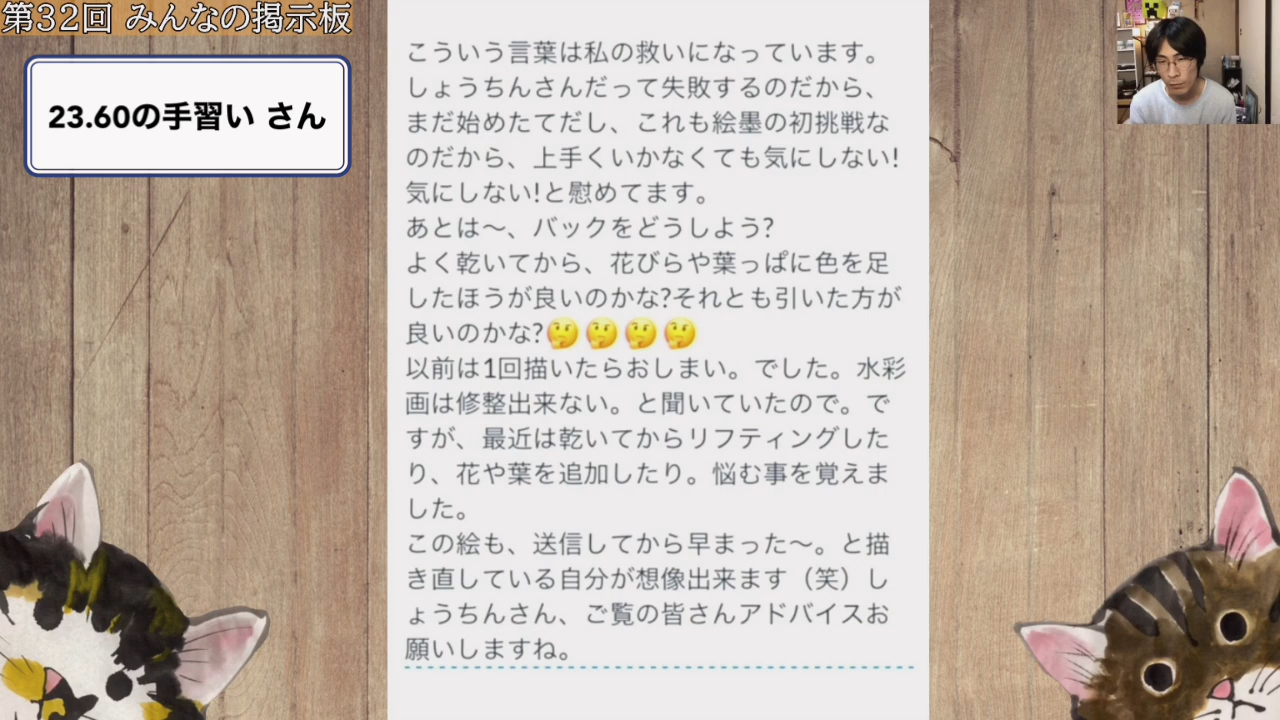 第32回 みんなの掲示板
23.60の手習い さん
こういう言葉は私の救いになっています。
しょうちんさんだって失敗するのだから、
まだ始めたてだし、これも絵墨の初挑戦な
のだから、上手くいかなくても気にしない!
気にしない!と慰めてます。
あとは〜、バックをどうしよう?
よく乾いてから、花びらや葉っぱに色を足
したほうが良いのかな?それとも引いた方が
良いのかな?🤔🤔🤔🤔
以前は1回描いたらおしまい。でした。水彩
画は修整出来ない。と聞いていたので。で
すが、最近は乾いてからリフティングした
り、花や葉を追加したり。悩む事を覚えま
した。
この絵も、送信してから早まった〜。と描
き直している自分が想像出来ます（笑）し
ょうちんさん、ご覧の皆さんアドバイスお
願いしますね。